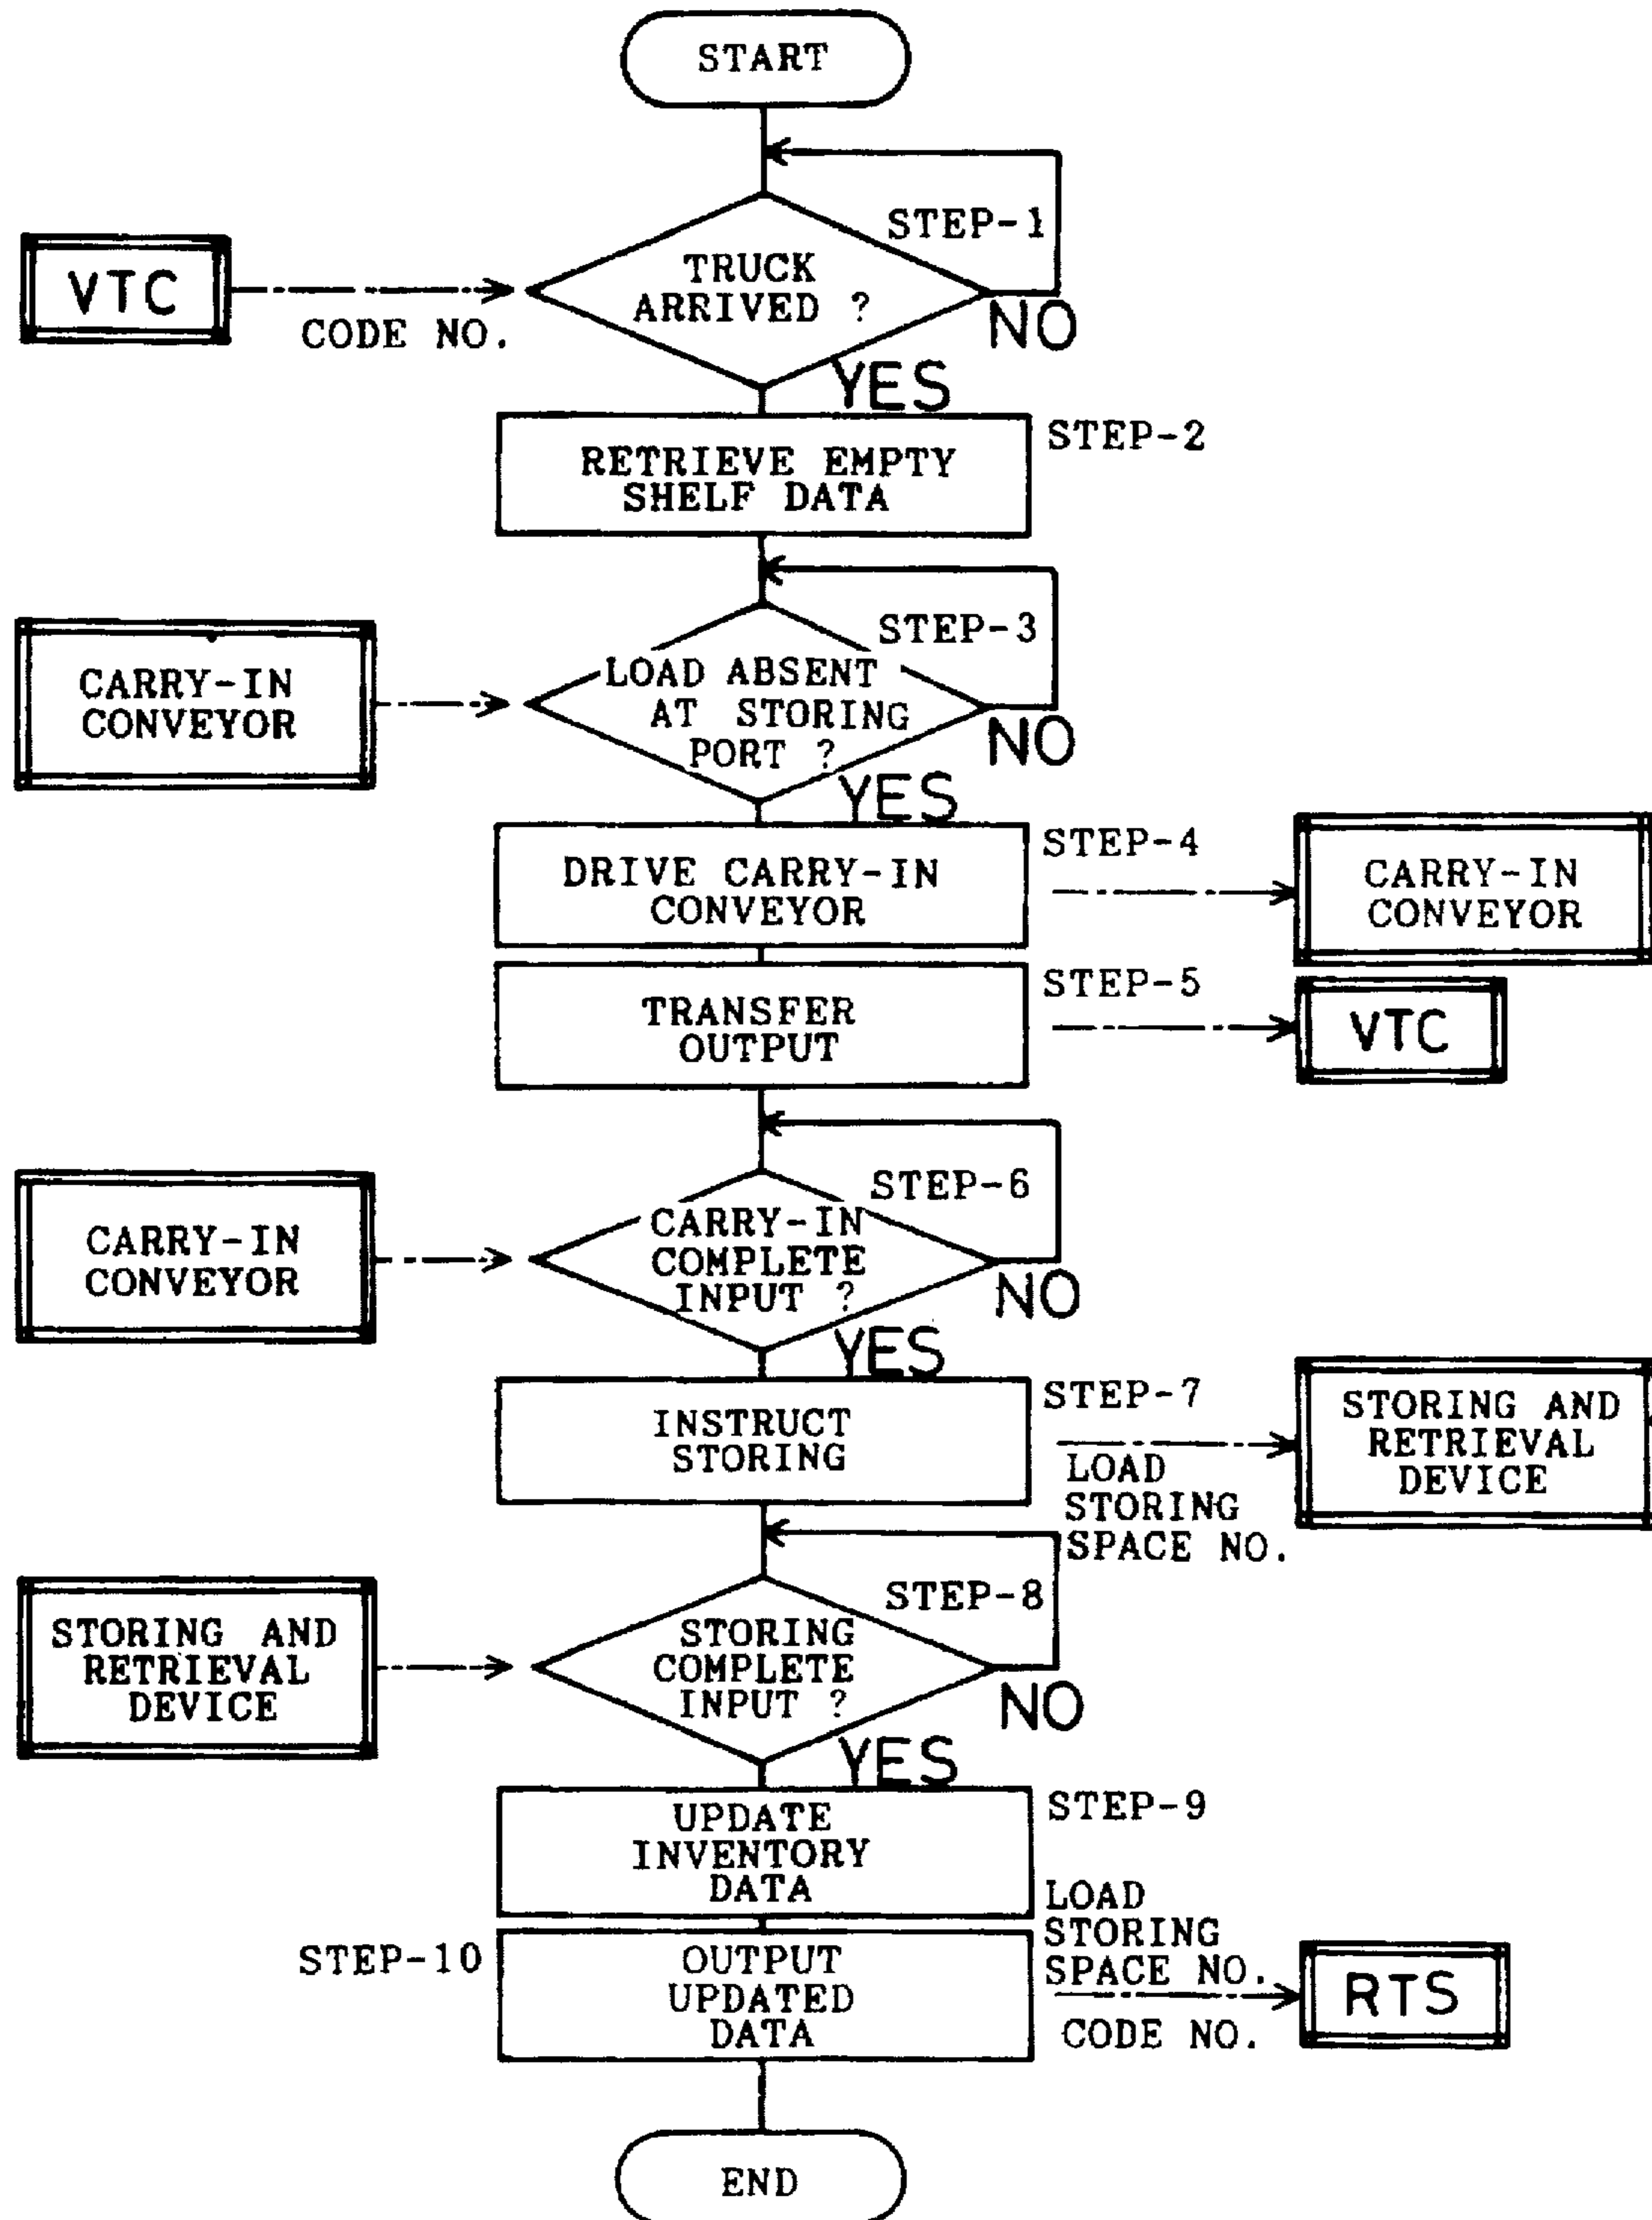 START
STEP-1
VTC
TRUCK
ARRIVED ?
CODE NO.
NO
YES
STEP-2
RETRIEVE EMPTY
SHELF DATA
STEP-3
CARRY-IN
CONVEYOR
LOAD ABSENT
AT STORING
PORT ?
NO
YES
STEP-4
DRIVE CARRY-IN
CONVEYOR
CARRY-IN
CONVEYOR
STEP-5
TRANSFER
OUTPUT
VTC
STEP-6
CARRY-IN
CONVEYOR
CARRY-IN
COMPLETE
INPUT ?
NO
YES
STEP-7
INSTRUCT
STORING
LOAD
STORING
SPACE NO.
STORING AND
RETRIEVAL
DEVICE
STEP-8
STORING AND
RETRIEVAL
DEVICE
STORING
COMPLETE
INPUT ?
NO
YES
STEP-9
UPDATE
INVENTORY
DATA
STEP-10
OUTPUT
UPDATED
DATA
LOAD
STORING
SPACE NO.
CODE NO.
RTS
END